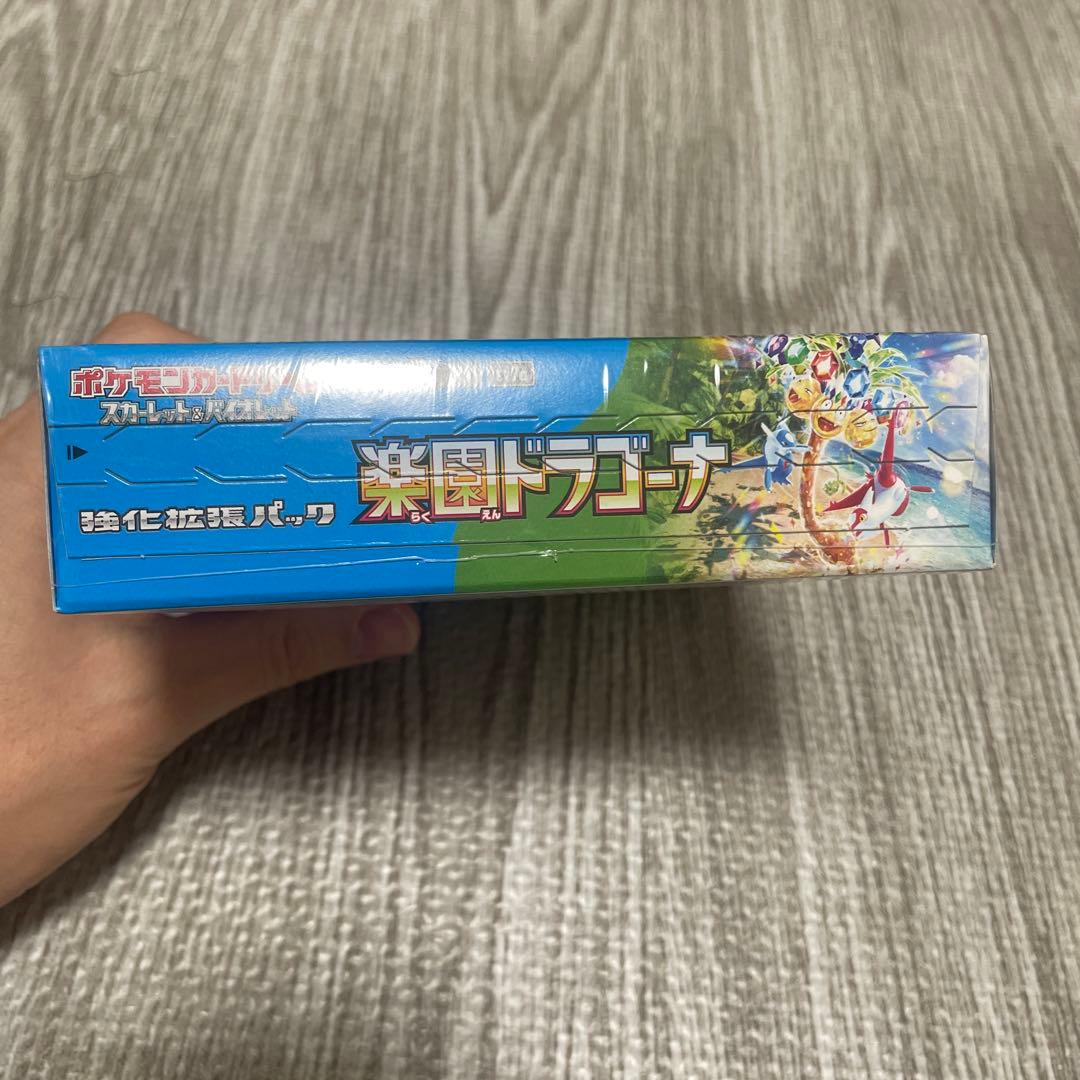 ポケモンカードゲーム
スカーレット&バイオレット
強化拡張パック
楽園ドラゴーナ
らく えん